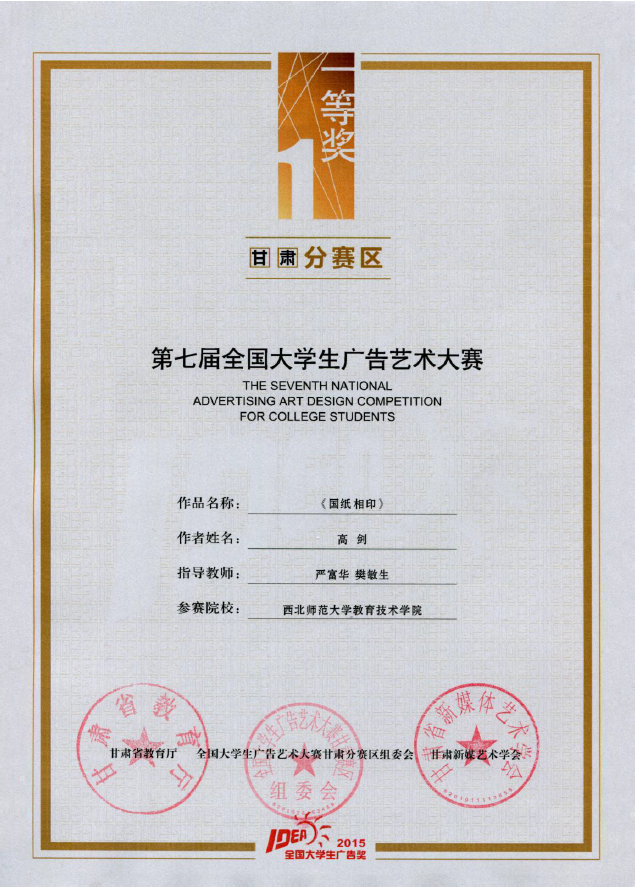 一等奖
1
甘肃分赛区
第七届全国大学生广告艺术大赛
THE SEVENTH NATIONAL
ADVERTISING ART DESIGN COMPETITION
FOR COLLEGE STUDENTS
作品名称：《国纸相印》
作者姓名：高 剑
指导教师：严富华 樊敏生
参赛院校：西北师范大学教育技术学院
甘肃省教育厅
组委会
甘肃省新媒体艺术学会
甘肃省教育厅 全国大学生广告艺术大赛甘肃分赛区组委会 甘肃新媒艺术学会
IDEA 2015
全国大学生广告奖